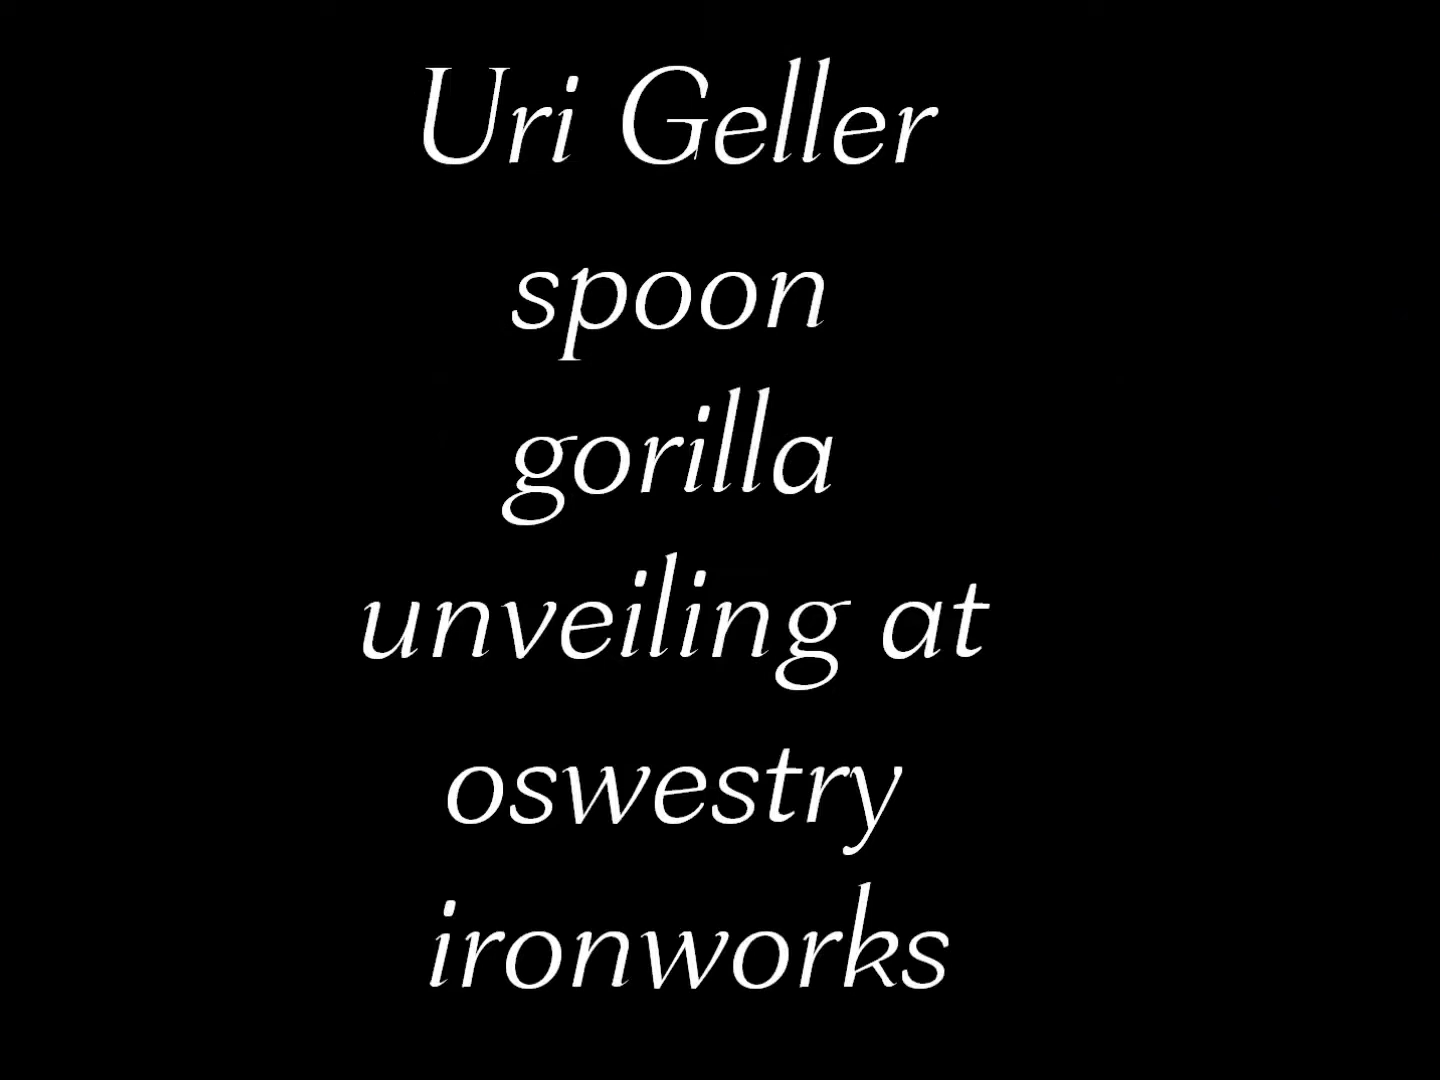 Uri Geller
spoon
gorilla
unveiling at
oswestry
ironworks